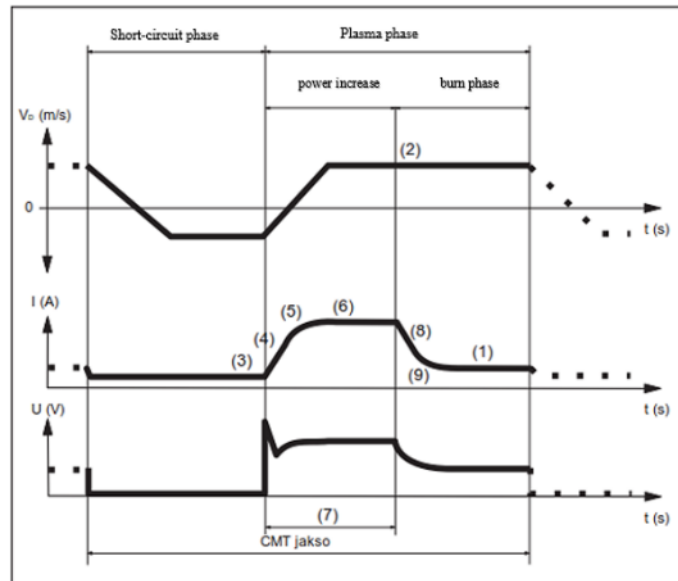 Short-circuit phase
Plasma phase
power increase
burn phase
V_D (m/s)
(2)
0
t (s)
I (A)
(5)
(6)
(4)
(8)
(3)
(1)
(9)
U (V)
t (s)
(7)
t (s)
CMT jakso